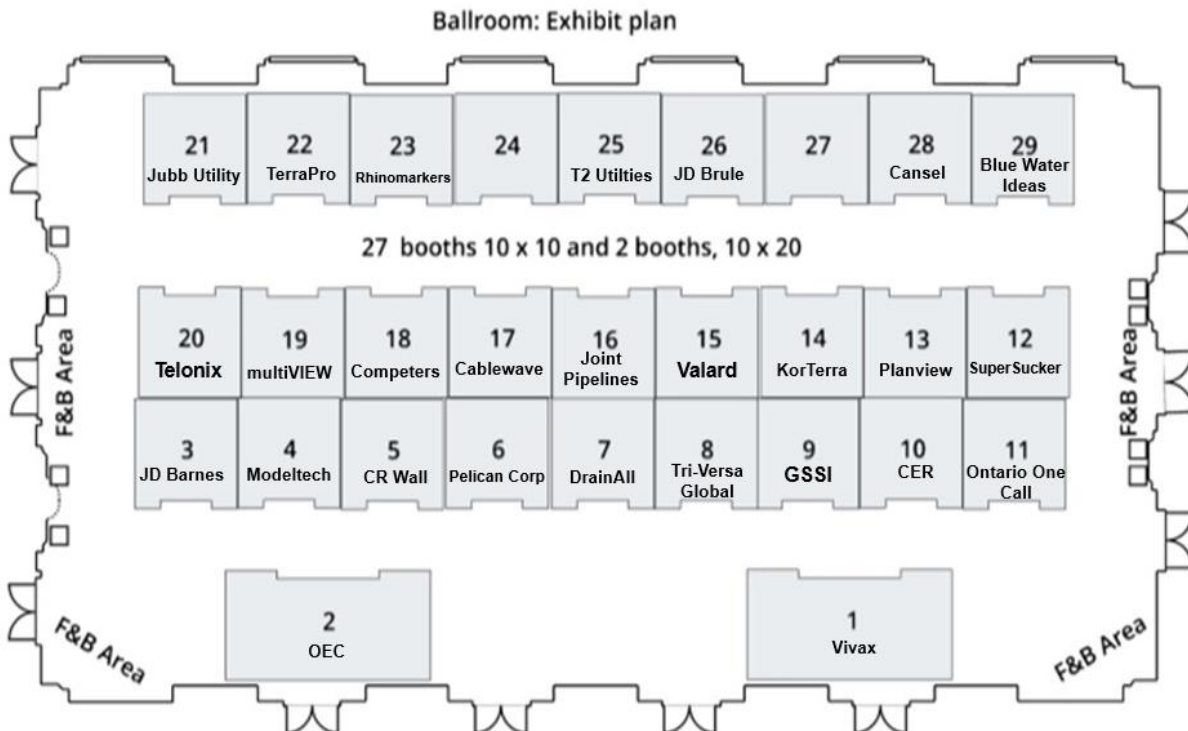 Ballroom: Exhibit plan
21
Jubb Utility
22
TerraPro
23
Rhinomarkers
24
25
T2 Utilties
26
JD Brule
27
28
Cansel
29
Blue Water
Ideas
27 booths 10 x 10 and 2 booths, 10 x 20
20
Telonix
19
multiVIEW
18
Competers
17
Cablewave
16
Joint
Pipelines
15
Valard
14
KorTerra
13
Planview
12
SuperSucker
F&B Area
F&B Area
3
JD Barnes
4
Modeltech
5
CR Wall
6
Pelican Corp
7
DrainAll
8
Tri-Versa
Global
9
GSSI
10
CER
11
Ontario One
Call
2
OEC
1
Vivax
F&B Area
F&B Area